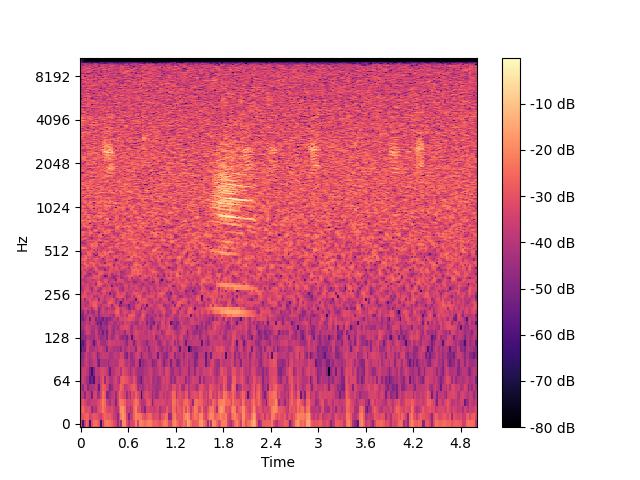 8192
4096
2048
1024
512
256
128
64
0
Hz
0 0.6 1.2 1.8 2.4 3 3.6 4.2 4.8
Time
-10 dB
-20 dB
-30 dB
-40 dB
-50 dB
-60 dB
-70 dB
-80 dB